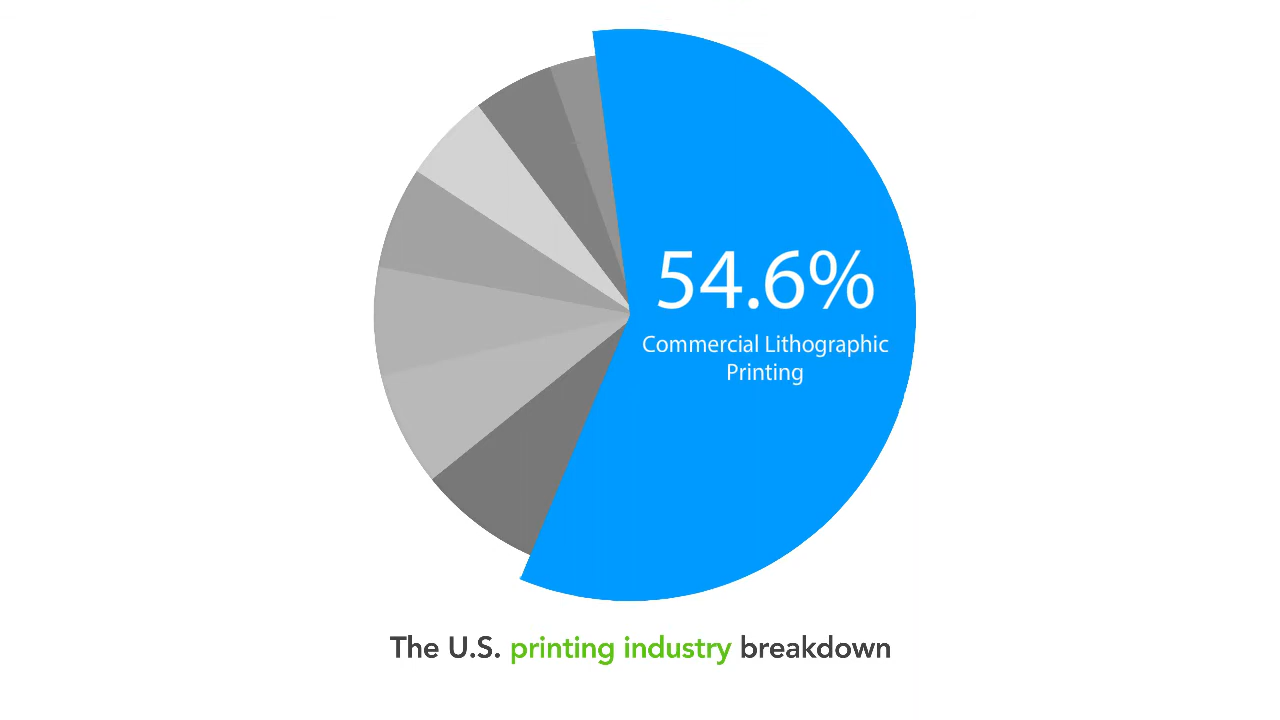 54.6%
Commercial Lithographic
Printing
The U.S. printing industry breakdown